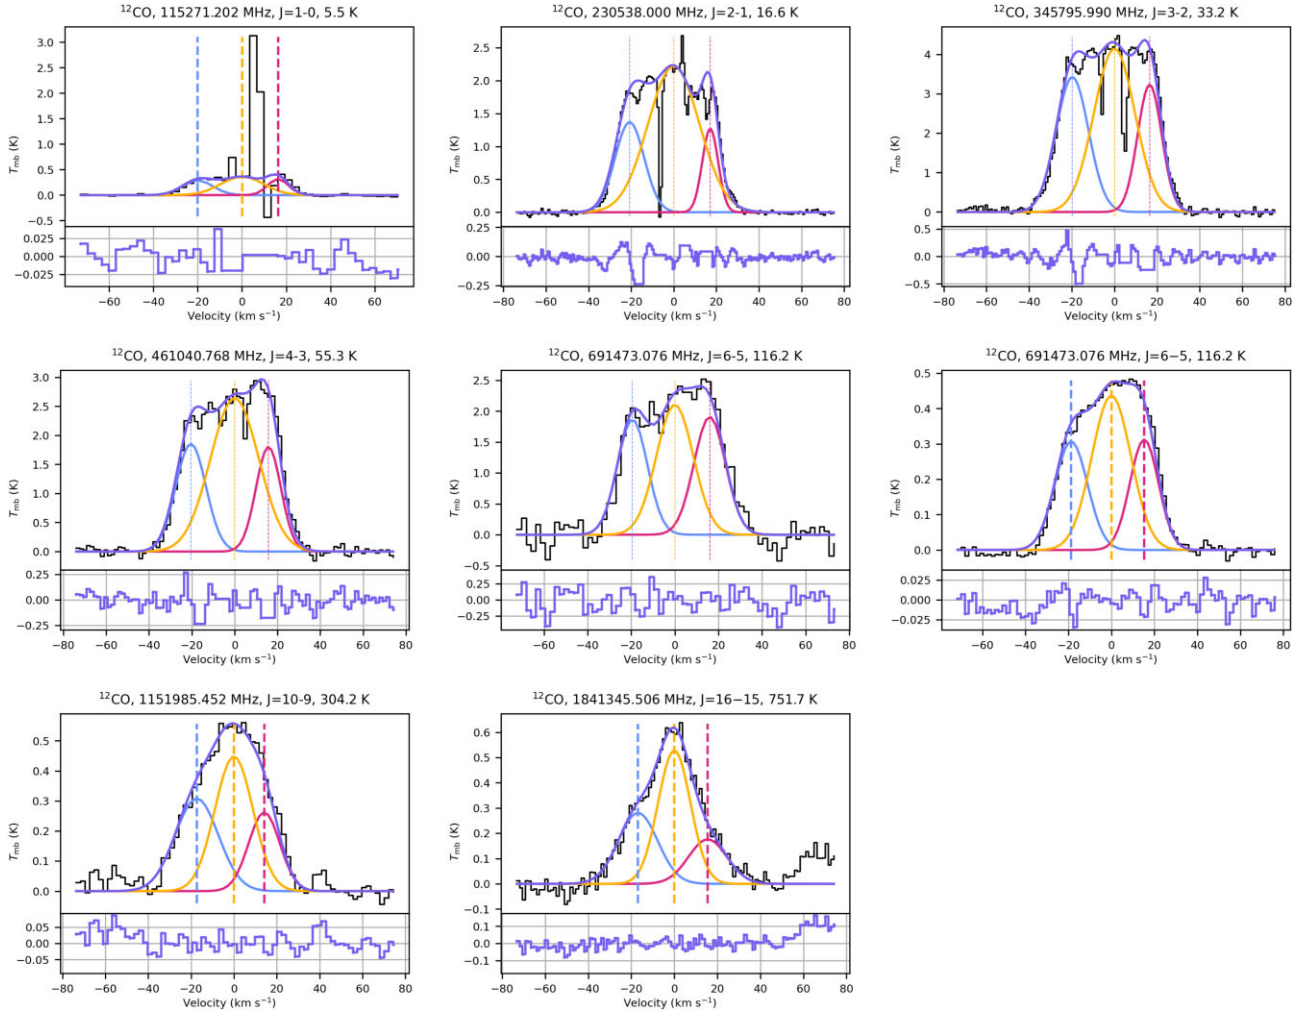 ¹²CO, 115271.202 MHz, J=1-0, 5.5 K
¹²CO, 230538.000 MHz, J=2-1, 16.6 K
¹²CO, 345795.990 MHz, J=3-2, 33.2 K
3.0
2.5
2.0
1.5
1.0
0.5
0.0
−0.5
T_mb (K)
0.025
0.000
−0.025
−60 −40 −20 0 20 40 60
Velocity (km s⁻¹)
2.5
2.0
1.5
1.0
0.5
0.0
T_mb (K)
0.25
0.00
−0.25
−80 −60 −40 −20 0 20 40 60 80
Velocity (km s⁻¹)
4
3
2
1
0
T_mb (K)
0.5
0.0
−0.5
−80 −60 −40 −20 0 20 40 60 80
Velocity (km s⁻¹)
¹²CO, 461040.768 MHz, J=4-3, 55.3 K
¹²CO, 691473.076 MHz, J=6-5, 116.2 K
¹²CO, 691473.076 MHz, J=6−5, 116.2 K
3.0
2.5
2.0
1.5
1.0
0.5
0.0
T_mb (K)
0.25
0.00
−0.25
−80 −60 −40 −20 0 20 40 60 80
Velocity (km s⁻¹)
2.5
2.0
1.5
1.0
0.5
0.0
−0.5
T_mb (K)
0.25
0.00
−0.25
−80 −60 −40 −20 0 20 40 60 80
Velocity (km s⁻¹)
0.5
0.4
0.3
0.2
0.1
0.0
T_mb (K)
0.025
0.000
−0.025
−80 −60 −40 −20 0 20 40 60 80
Velocity (km s⁻¹)
¹²CO, 1151985.452 MHz, J=10-9, 304.2 K
¹²CO, 1841345.506 MHz, J=16−15, 751.7 K
0.5
0.4
0.3
0.2
0.1
0.0
T_mb (K)
0.05
0.00
−0.05
−80 −60 −40 −20 0 20 40 60 80
Velocity (km s⁻¹)
0.6
0.5
0.4
0.3
0.2
0.1
0.0
−0.1
T_mb (K)
0.1
0.0
−0.1
−80 −60 −40 −20 0 20 40 60 80
Velocity (km s⁻¹)